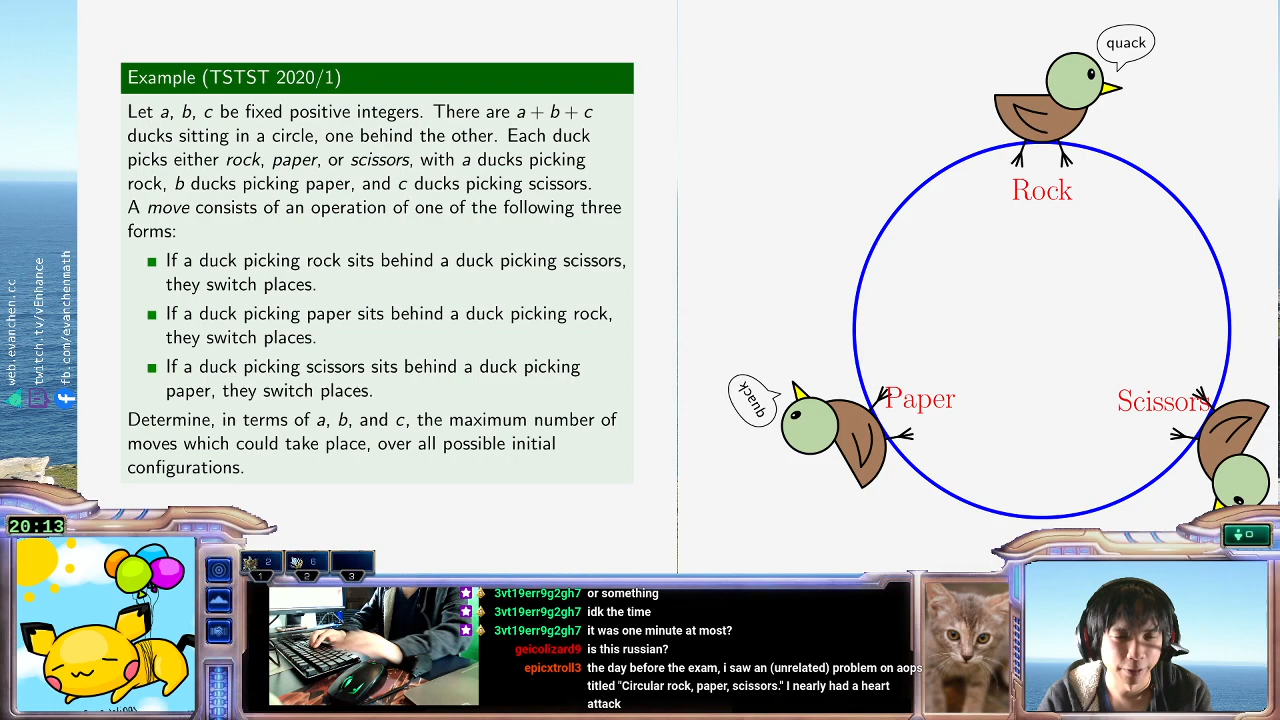 quack
Example (TSTST 2020/1)
Let a, b, c be fixed positive integers. There are a + b + c
ducks sitting in a circle, one behind the other. Each duck
picks either rock, paper, or scissors, with a ducks picking
rock, b ducks picking paper, and c ducks picking scissors.
A move consists of an operation of one of the following three
forms:
■ If a duck picking rock sits behind a duck picking scissors,
they switch places.
■ If a duck picking paper sits behind a duck picking rock,
they switch places.
■ If a duck picking scissors sits behind a duck picking
paper, they switch places.
Determine, in terms of a, b, and c, the maximum number of
moves which could take place, over all possible initial
configurations.
Rock
quack
Paper
Scissors
web.evanchen.cc
twitch.tv/vEnhance
fb.com/evanchenmath
20:13
2
6
1
2
3
0
3vt19err9g2gh7 or something
3vt19err9g2gh7 idk the time
3vt19err9g2gh7 it was one minute at most?
geicolizard9 is this russian?
epicxtroll3 the day before the exam, i saw an (unrelated) problem on aops
titled "Circular rock, paper, scissors." I nearly had a heart
attack